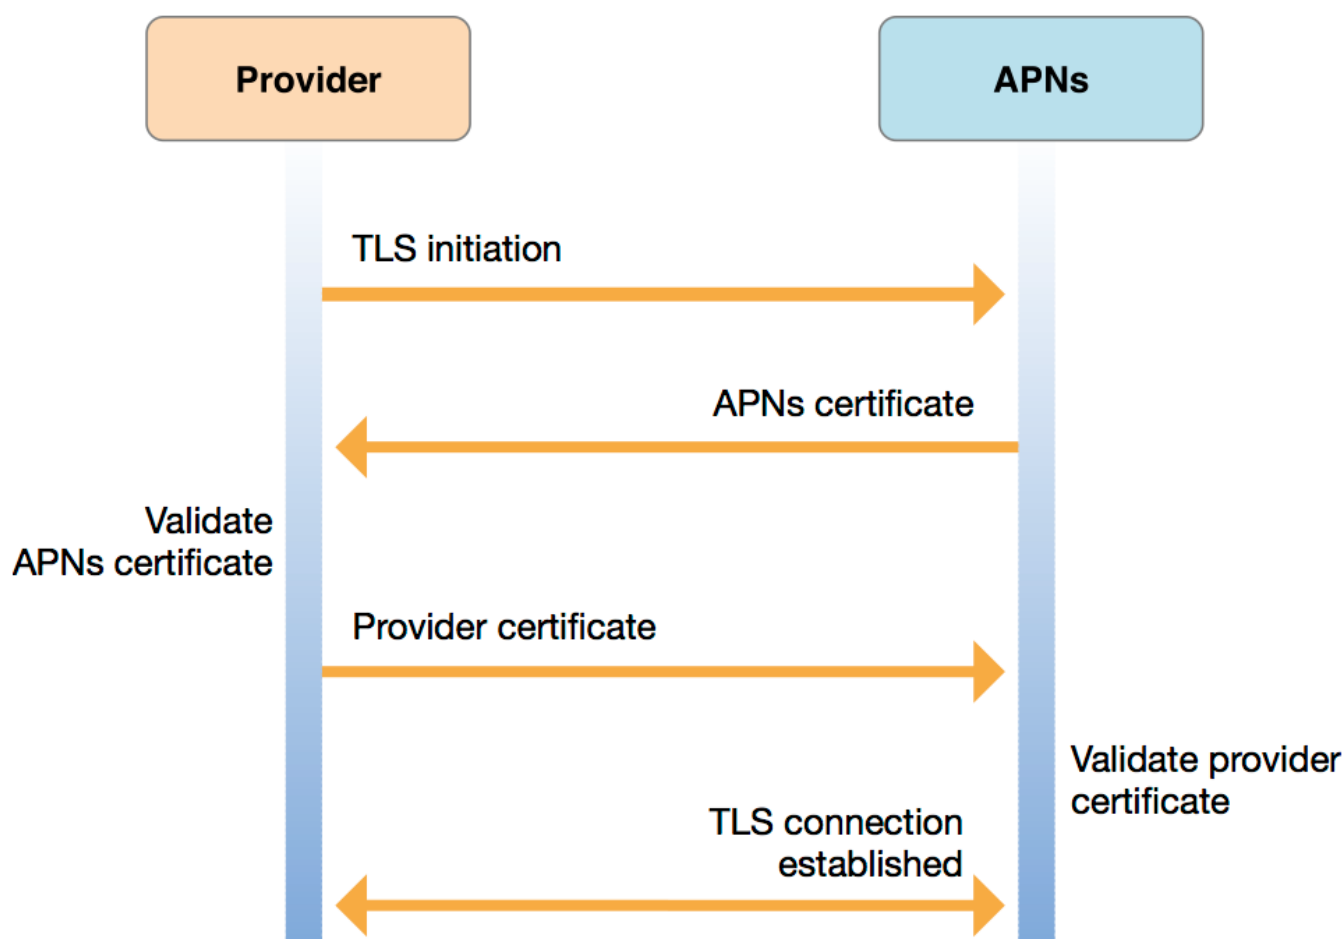 Provider
APNs
TLS initiation
APNs certificate
Validate
APNs certificate
Provider certificate
Validate provider
certificate
TLS connection
established